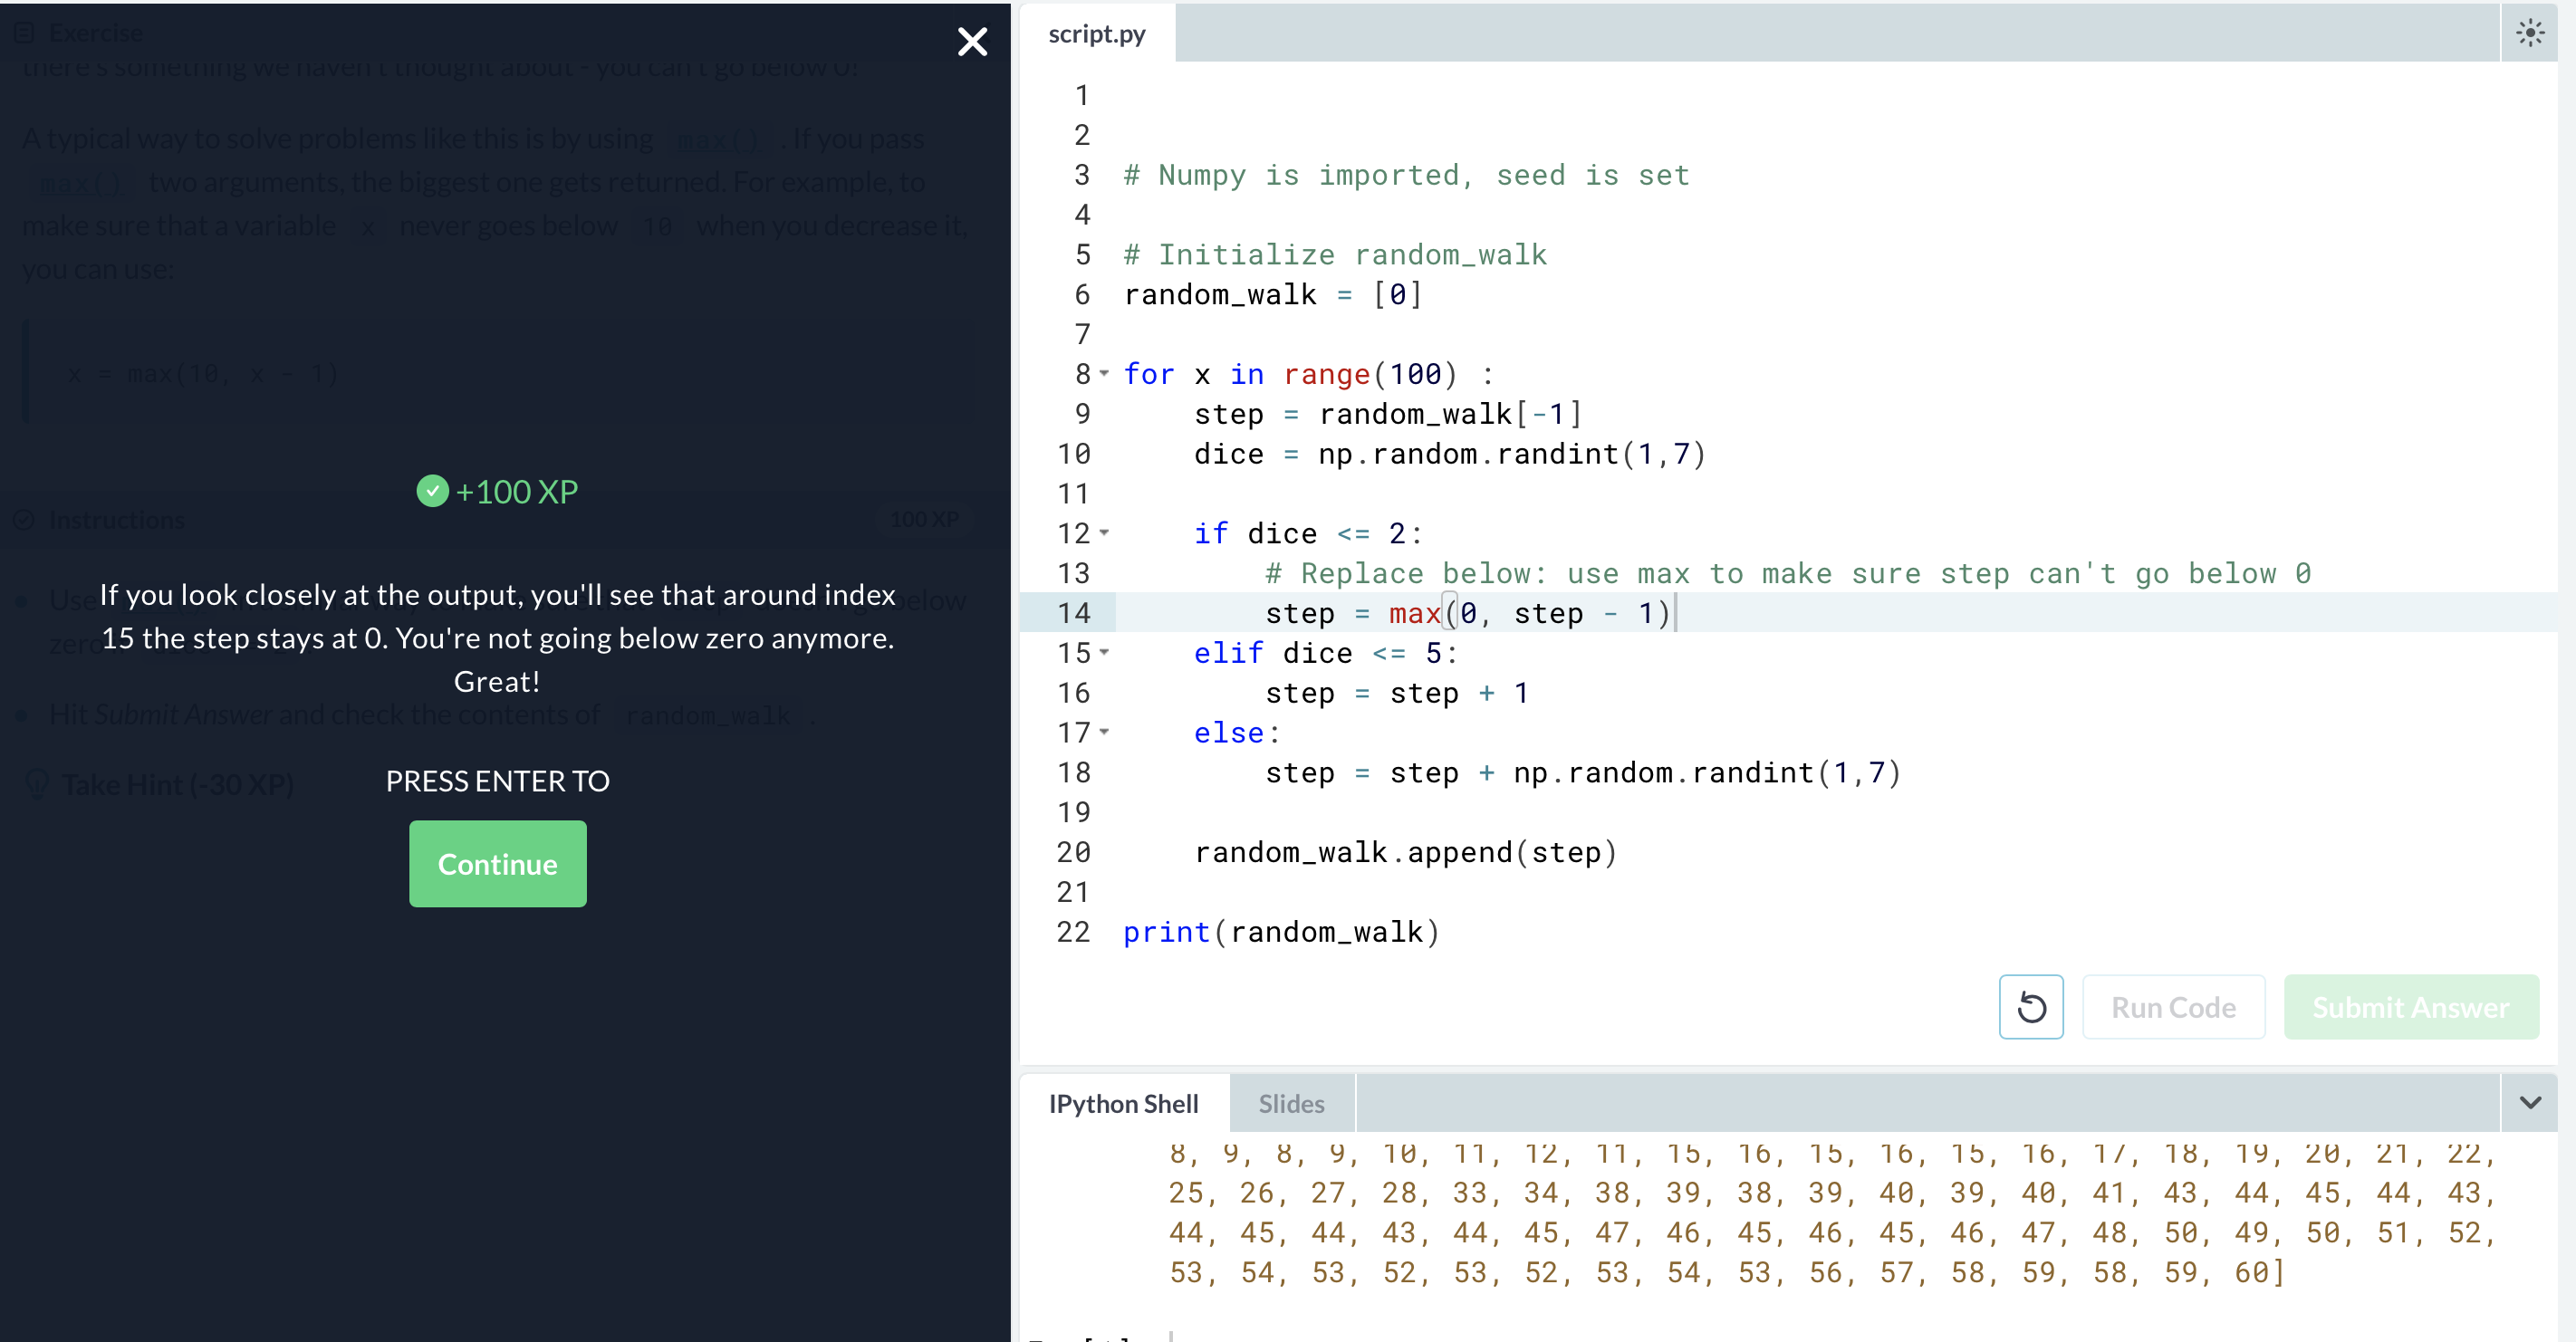 Exercise
there's something we haven't thought about - you can't go below 0!
A typical way to solve problems like this is by using max() . If you pass
max() two arguments, the biggest one gets returned. For example, to
make sure that a variable x never goes below 10 when you decrease it,
you can use:
x = max(10, x - 1)
+100 XP
Instructions
100 XP
If you look closely at the output, you'll see that around index
15 the step stays at 0. You're not going below zero anymore.
Great!
Use
below
zero
Hit Submit Answer and check the contents of random_walk .
Take Hint (-30 XP)
PRESS ENTER TO
Continue
script.py
1
2
3 # Numpy is imported, seed is set
4
5 # Initialize random_walk
6 random_walk = [0]
7
8 for x in range(100) :
9 step = random_walk[-1]
10 dice = np.random.randint(1,7)
11
12 if dice <= 2:
13 # Replace below: use max to make sure step can't go below 0
14 step = max(0, step - 1)
15 elif dice <= 5:
16 step = step + 1
17 else:
18 step = step + np.random.randint(1,7)
19
20 random_walk.append(step)
21
22 print(random_walk)
Run Code
Submit Answer
IPython Shell
Slides
8, 9, 8, 9, 10, 11, 12, 11, 15, 16, 15, 16, 15, 16, 17, 18, 19, 20, 21, 22,
25, 26, 27, 28, 33, 34, 38, 39, 38, 39, 40, 39, 40, 41, 43, 44, 45, 44, 43,
44, 45, 44, 43, 44, 45, 47, 46, 45, 46, 45, 46, 47, 48, 50, 49, 50, 51, 52,
53, 54, 53, 52, 53, 52, 53, 54, 53, 56, 57, 58, 59, 58, 59, 60]